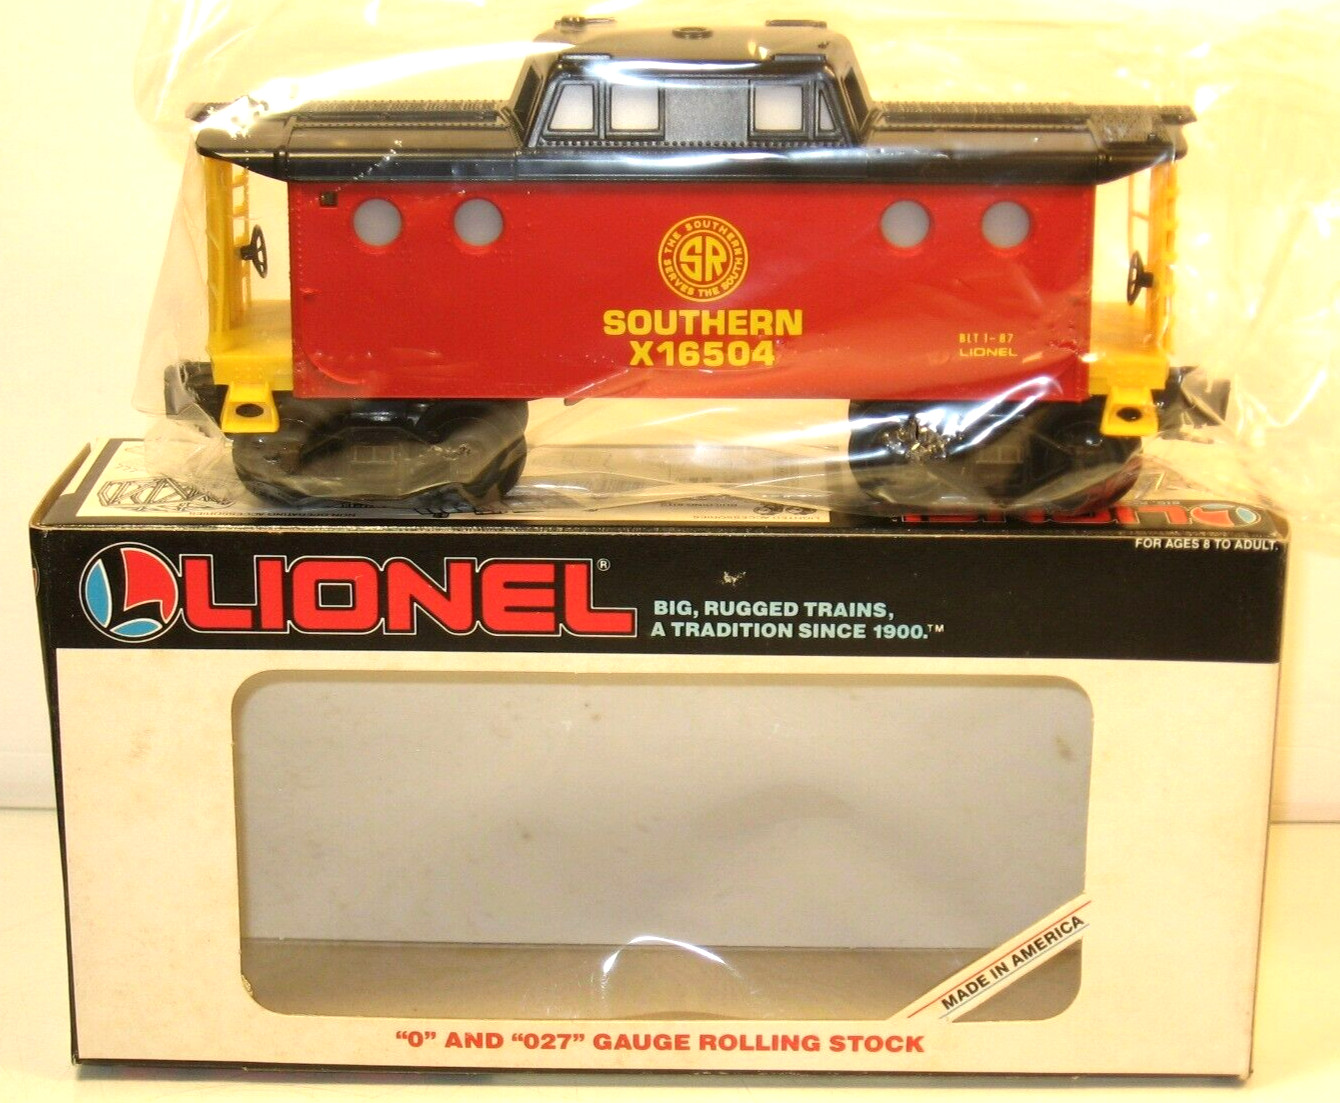 THE SOUTHERN
SERVES THE SOUTH
SR
SOUTHERN
X16504
BLT 1-87
LIONEL
LIONEL
FOR AGES 8 TO ADULT.
L LIONEL®
BIG, RUGGED TRAINS,
A TRADITION SINCE 1900.™
MADE IN AMERICA
"O" AND "027" GAUGE ROLLING STOCK